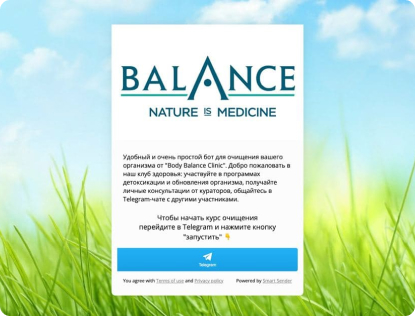 BALANCE
NATURE IS MEDICINE
Удобный и очень простой бот для очищения вашего
организма от "Body Balance Clinic". Добро пожаловать в
наш клуб здоровья: участвуйте в программах
детоксикации и обновления организма, получайте
личные консультации от кураторов, общайтесь в
Telegram-чате с другими участниками.
Чтобы начать курс очищения
перейдите в Telegram и нажмите кнопку
"запустить" 👇
Telegram
You agree with Terms of use and Privacy policy Powered by Smart Sender